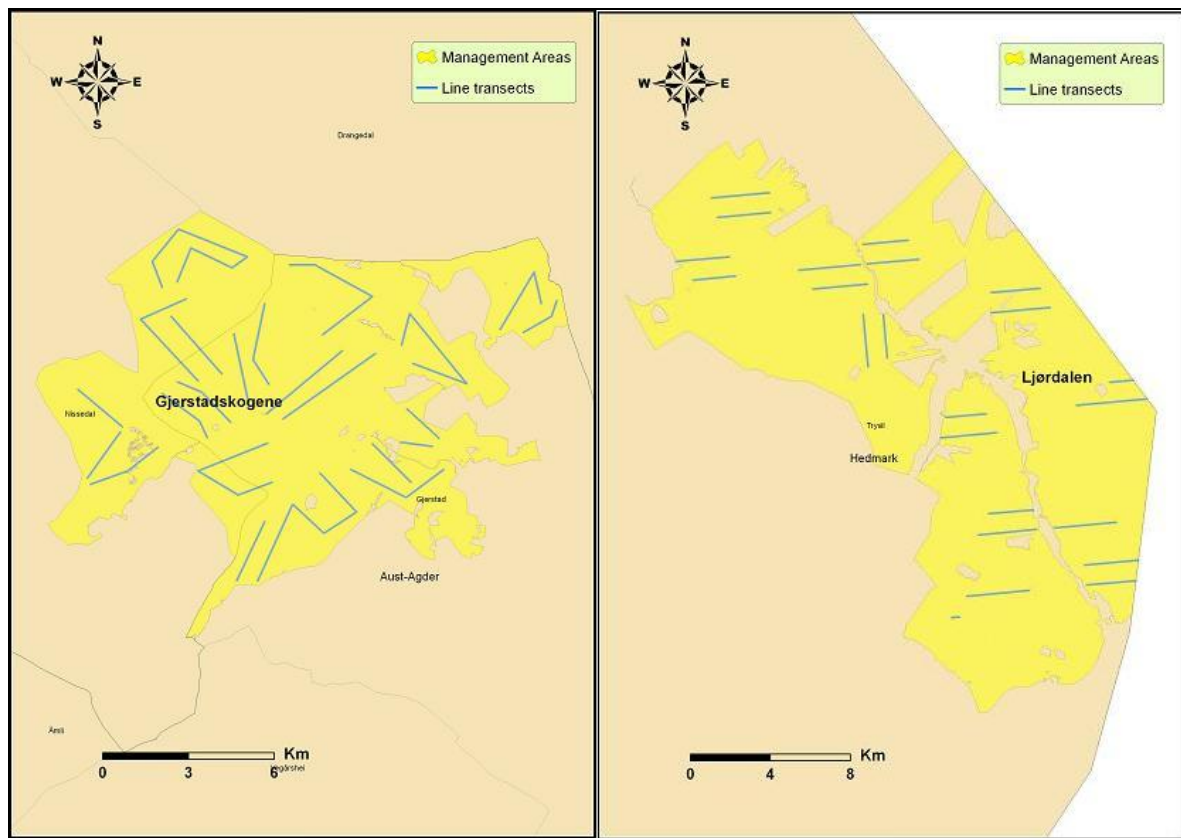 N
W E
S
Management Areas
Line transects
Drangedal
Nissedal
Gjerstadskogene
Gjerstad
Aust-Agder
Åmli
Km
0 3 6
Vegårshei
N
W E
S
Management Areas
Line transects
Ljørdalen
Trysil
Hedmark
Km
0 4 8